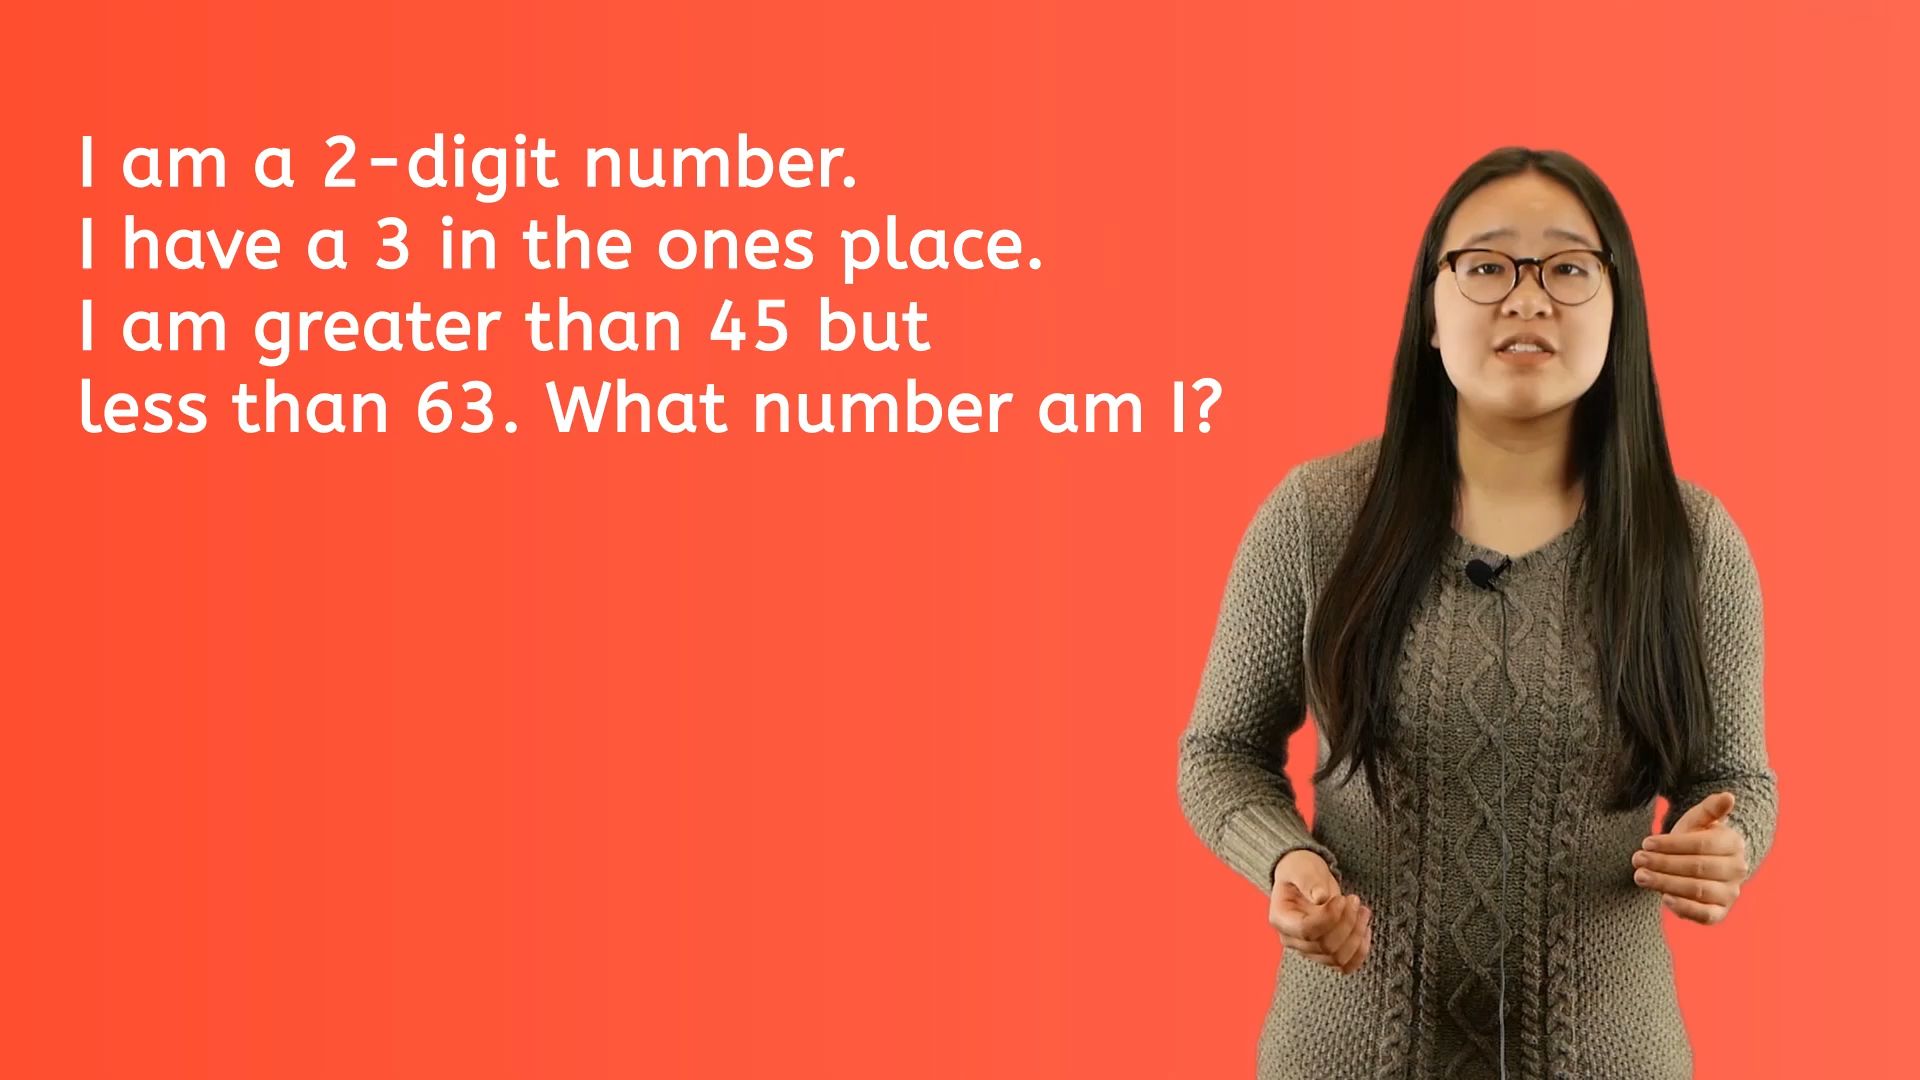 I am a 2-digit number.
I have a 3 in the ones place.
I am greater than 45 but
less than 63. What number am I?